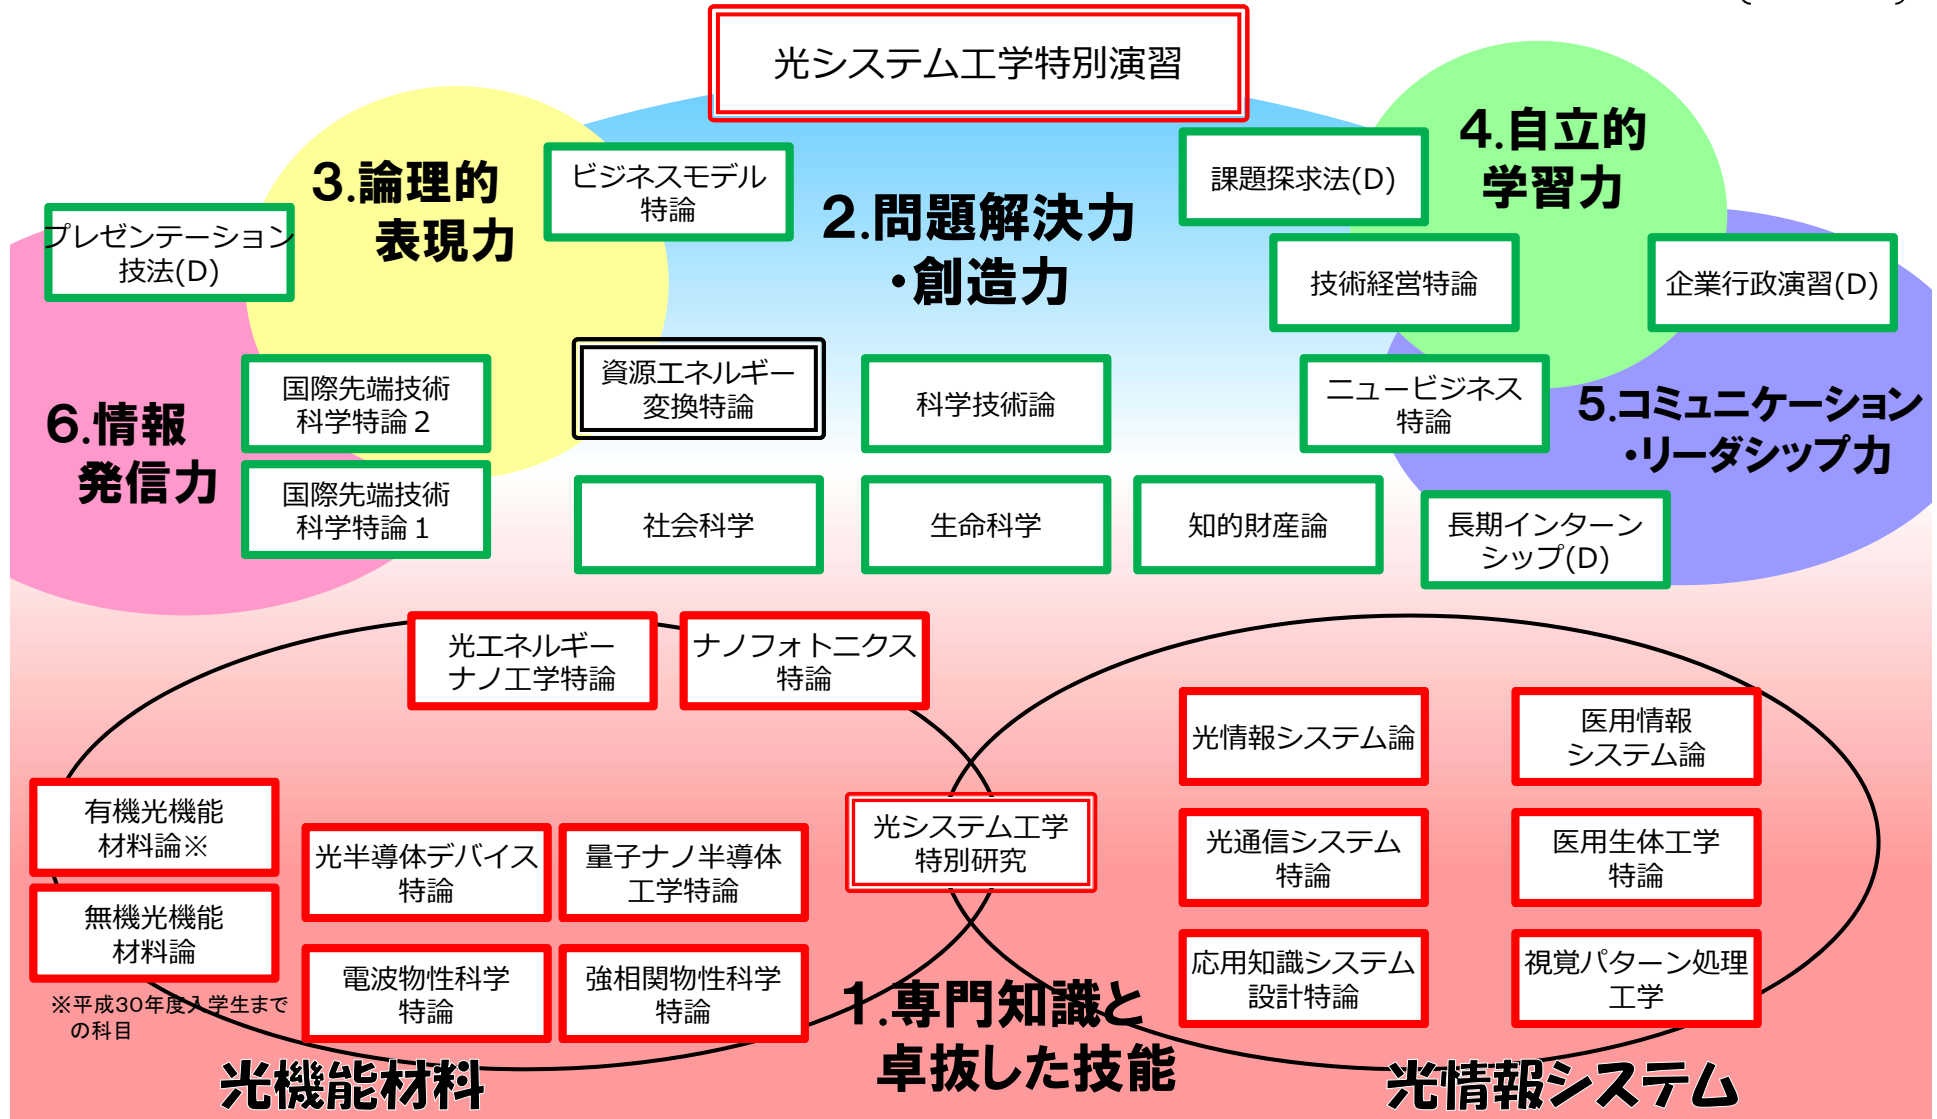 光システム工学特別演習
3.論理的
表現力
ビジネスモデル
特論
2.問題解決力
・創造力
課題探求法(D)
4.自立的
学習力
プレゼンテーション
技法(D)
技術経営特論
企業行政演習(D)
6.情報
発信力
国際先端技術
科学特論2
資源エネルギー
変換特論
科学技術論
ニュービジネス
特論
5.コミュニケーション
・リーダシップ力
国際先端技術
科学特論1
社会科学
生命科学
知的財産論
長期インターン
シップ(D)
光エネルギー
ナノ工学特論
ナノフォトニクス
特論
光情報システム論
医用情報
システム論
有機光機能
材料論※
光半導体デバイス
特論
量子ナノ半導体
工学特論
光システム工学
特別研究
光通信システム
特論
医用生体工学
特論
無機光機能
材料論
電波物性科学
特論
強相関物性科学
特論
応用知識システム
設計特論
視覚パターン処理
工学
※平成30年度入学生まで
の科目
1.専門知識と
卓抜した技能
光機能材料
光情報システム